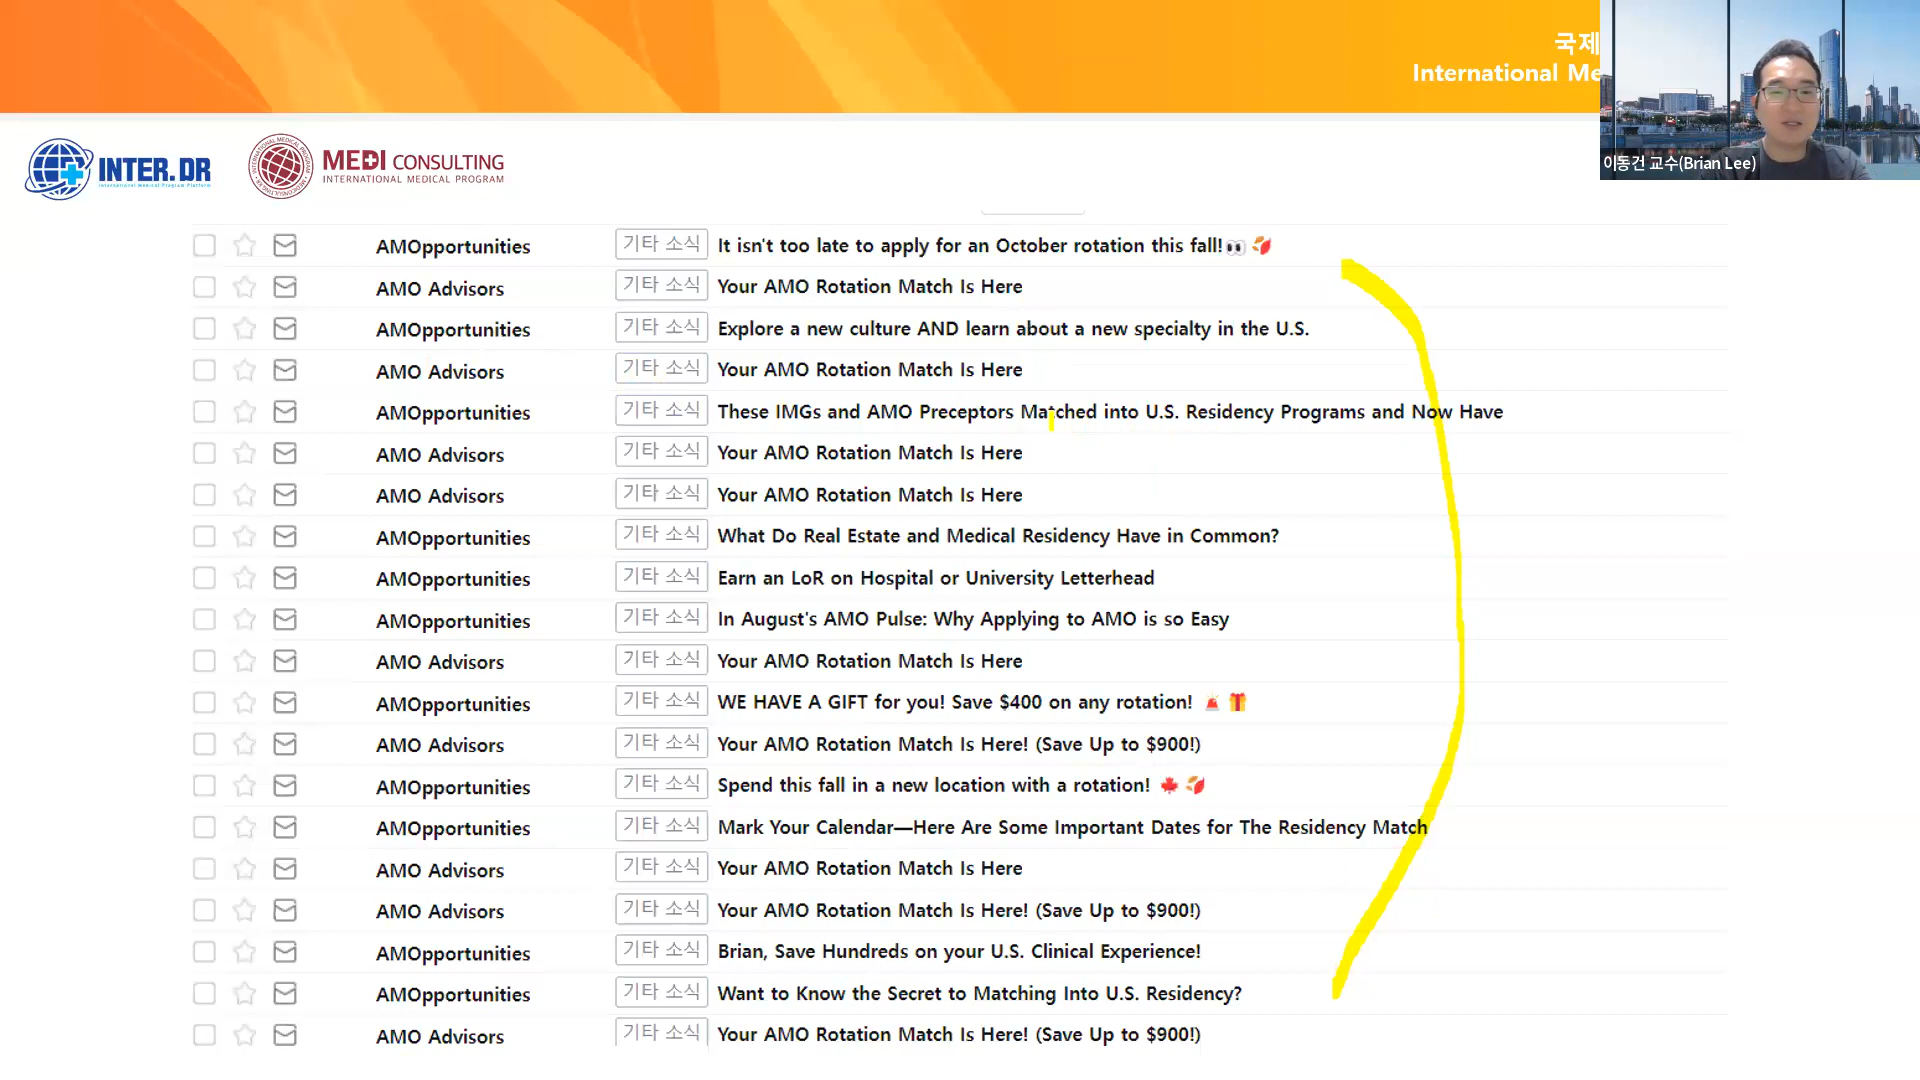 국제
International Me
이동건 교수(Brian Lee)
INTER.DR
International Medical Program Platform
MEDI CONSULTING
INTERNATIONAL MEDICAL PROGRAM
AMOpportunities 기타 소식 It isn't too late to apply for an October rotation this fall!👀 🍂
AMO Advisors 기타 소식 Your AMO Rotation Match Is Here
AMOpportunities 기타 소식 Explore a new culture AND learn about a new specialty in the U.S.
AMO Advisors 기타 소식 Your AMO Rotation Match Is Here
AMOpportunities 기타 소식 These IMGs and AMO Preceptors Matched into U.S. Residency Programs and Now Have
AMO Advisors 기타 소식 Your AMO Rotation Match Is Here
AMO Advisors 기타 소식 Your AMO Rotation Match Is Here
AMOpportunities 기타 소식 What Do Real Estate and Medical Residency Have in Common?
AMOpportunities 기타 소식 Earn an LoR on Hospital or University Letterhead
AMOpportunities 기타 소식 In August's AMO Pulse: Why Applying to AMO is so Easy
AMO Advisors 기타 소식 Your AMO Rotation Match Is Here
AMOpportunities 기타 소식 WE HAVE A GIFT for you! Save $400 on any rotation! 🚨 🎁
AMO Advisors 기타 소식 Your AMO Rotation Match Is Here! (Save Up to $900!)
AMOpportunities 기타 소식 Spend this fall in a new location with a rotation! 🍁 🍂
AMOpportunities 기타 소식 Mark Your Calendar—Here Are Some Important Dates for The Residency Match
AMO Advisors 기타 소식 Your AMO Rotation Match Is Here
AMO Advisors 기타 소식 Your AMO Rotation Match Is Here! (Save Up to $900!)
AMOpportunities 기타 소식 Brian, Save Hundreds on your U.S. Clinical Experience!
AMOpportunities 기타 소식 Want to Know the Secret to Matching Into U.S. Residency?
AMO Advisors 기타 소식 Your AMO Rotation Match Is Here! (Save Up to $900!)